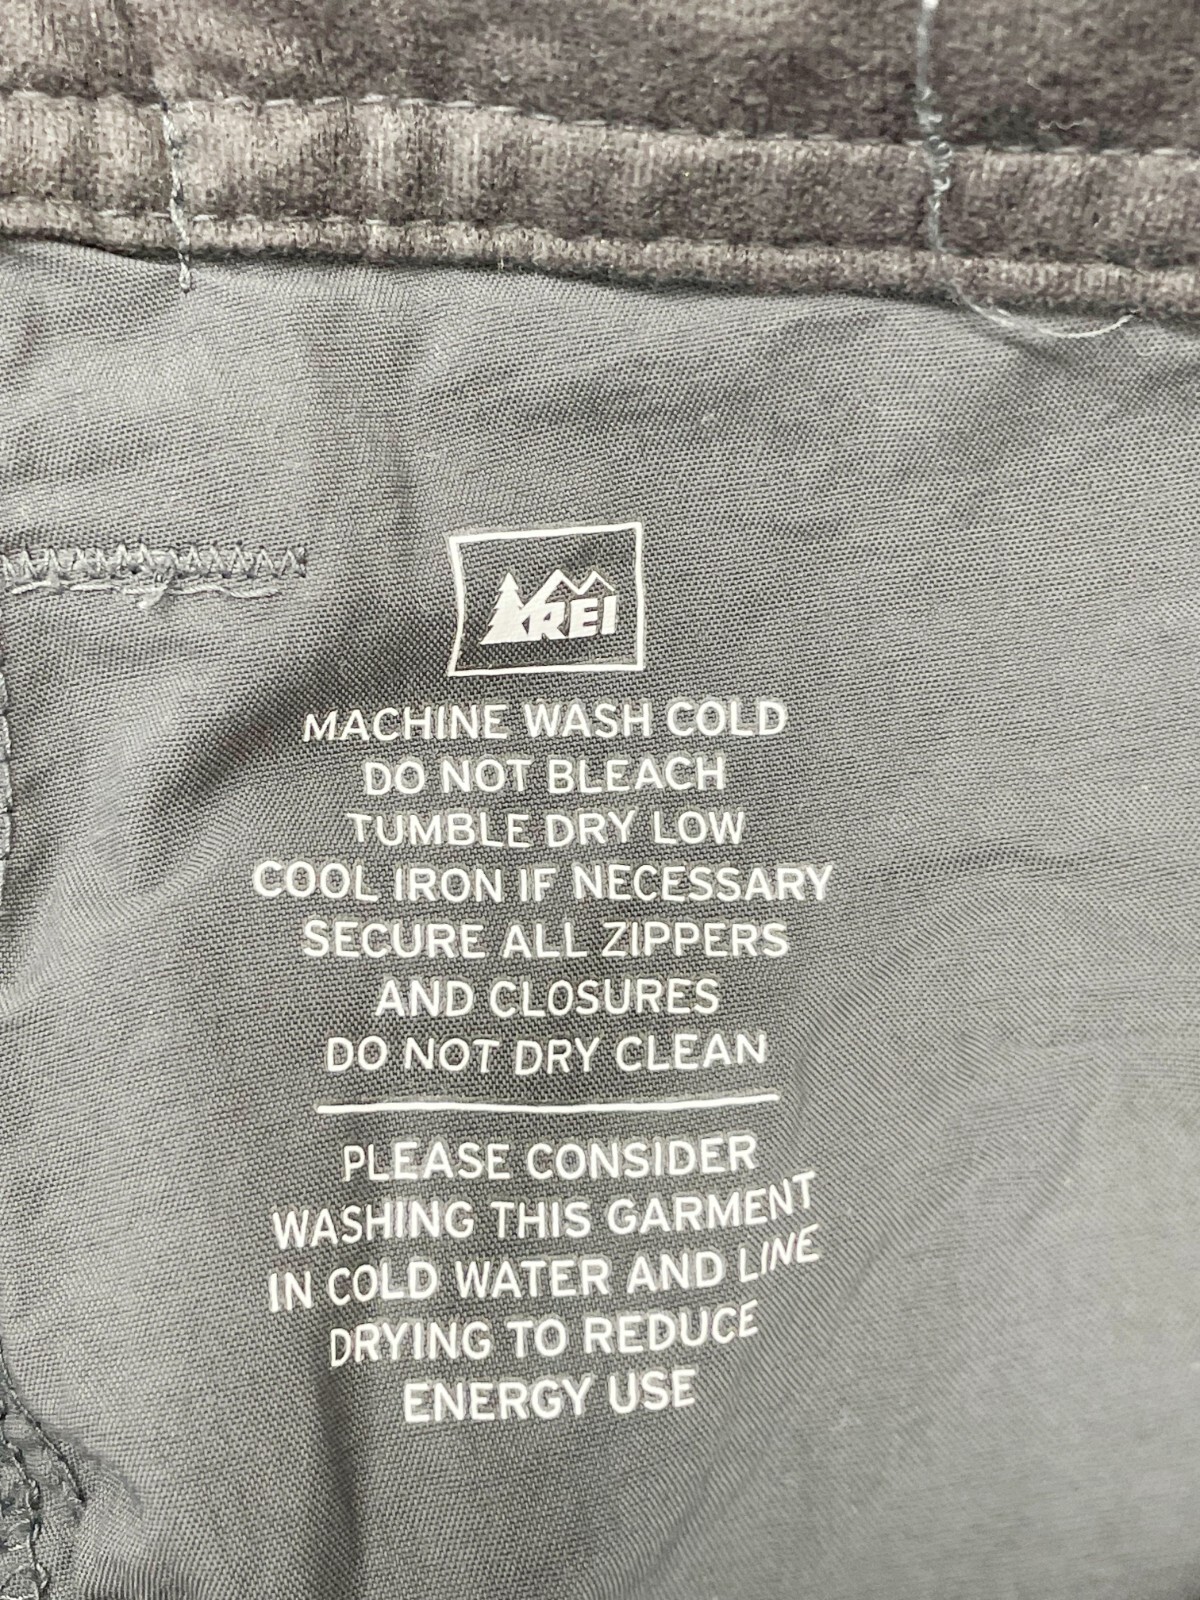 REI
MACHINE WASH COLD
DO NOT BLEACH
TUMBLE DRY LOW
COOL IRON IF NECESSARY
SECURE ALL ZIPPERS
AND CLOSURES
DO NOT DRY CLEAN
PLEASE CONSIDER
WASHING THIS GARMENT
IN COLD WATER AND LINE
DRYING TO REDUCE
ENERGY USE